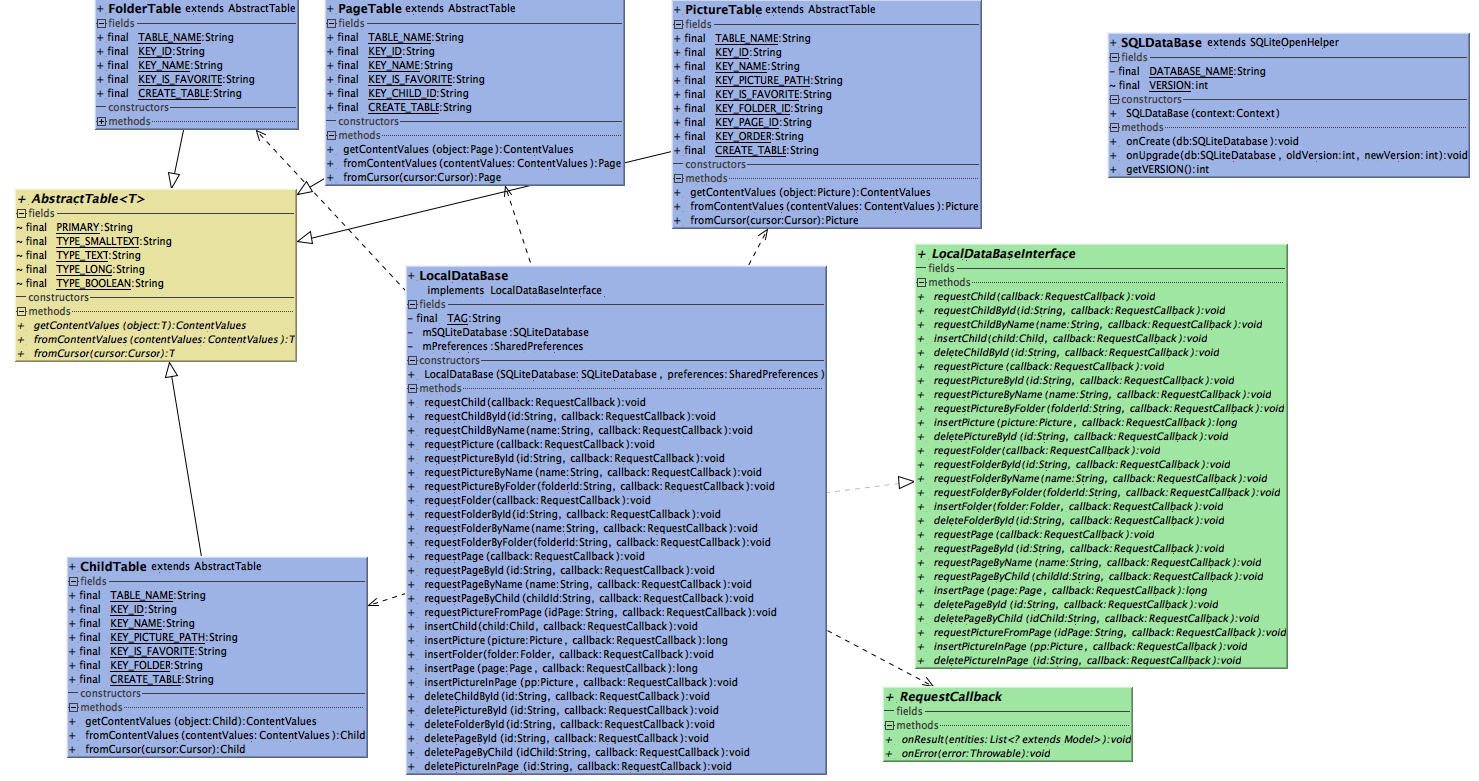 + FolderTable extends AbstractTable
fields
+ final TABLE_NAME:String
+ final KEY_ID:String
+ final KEY_NAME:String
+ final KEY_IS_FAVORITE:String
+ final CREATE_TABLE:String
constructors
methods
+ PageTable extends AbstractTable
fields
+ final TABLE_NAME:String
+ final KEY_ID:String
+ final KEY_NAME:String
+ final KEY_IS_FAVORITE:String
+ final KEY_CHILD_ID:String
+ final CREATE_TABLE:String
constructors
methods
+ getContentValues (object:Page):ContentValues
+ fromContentValues (contentValues: ContentValues ):Page
+ fromCursor(cursor:Cursor):Page
+ PictureTable extends AbstractTable
fields
+ final TABLE_NAME:String
+ final KEY_ID:String
+ final KEY_NAME:String
+ final KEY_PICTURE_PATH:String
+ final KEY_IS_FAVORITE:String
+ final KEY_FOLDER_ID:String
+ final KEY_PAGE_ID:String
+ final KEY_ORDER:String
+ final CREATE_TABLE:String
constructors
methods
+ getContentValues (object:Picture):ContentValues
+ fromContentValues (contentValues: ContentValues ):Picture
+ fromCursor(cursor:Cursor):Picture
+ SQLDataBase extends SQLiteOpenHelper
fields
- final DATABASE_NAME:String
~ final VERSION:int
constructors
+ SQLDataBase (context:Context)
methods
+ onCreate (db:SQLiteDatabase):void
+ onUpgrade(db:SQLiteDatabase , oldVersion:int, newVersion: int):void
+ getVERSION():int
+ AbstractTable<T>
fields
~ final PRIMARY:String
~ final TYPE_SMALLTEXT:String
~ final TYPE_TEXT:String
~ final TYPE_LONG:String
~ final TYPE_BOOLEAN:String
constructors
methods
+ getContentValues (object:T):ContentValues
+ fromContentValues (contentValues: ContentValues ):T
+ fromCursor(cursor:Cursor):T
+ LocalDataBase
implements LocalDataBaseInterface
fields
- final TAG:String
- mSQLiteDatabase :SQLiteDatabase
- mPreferences :SharedPreferences
constructors
+ LocalDataBase (SQLiteDatabase: SQLiteDatabase , preferences: SharedPreferences )
methods
+ requestChild(callback:RequestCallback):void
+ requestChildById(id:String, callback:RequestCallback):void
+ requestChildByName(name:String, callback:RequestCallback):void
+ requestPicture (callback:RequestCallback):void
+ requestPictureById (id:String, callback:RequestCallback):void
+ requestPictureByName (name:String, callback:RequestCallback):void
+ requestPictureByFolder (folderId:String, callback:RequestCallback):void
+ requestFolder(callback:RequestCallback):void
+ requestFolderById(id:String, callback:RequestCallback):void
+ requestFolderByName(name:String, callback:RequestCallback):void
+ requestFolderByFolder(folderId:String, callback:RequestCallback):void
+ requestPage (callback:RequestCallback):void
+ requestPageById (id:String, callback:RequestCallback):void
+ requestPageByName (name:String, callback:RequestCallback):void
+ requestPageByChild (childId:String, callback:RequestCallback):void
+ requestPictureFromPage (idPage:String, callback:RequestCallback):void
+ insertChild(child:Child, callback:RequestCallback):void
+ insertPicture (picture:Picture , callback:RequestCallback):long
+ insertFolder(folder:Folder, callback:RequestCallback):void
+ insertPage (page:Page, callback:RequestCallback):long
+ insertPictureInPage (pp:Picture, callback:RequestCallback):void
+ deleteChildById (id:String, callback:RequestCallback):void
+ deletePictureById (id:String, callback:RequestCallback):void
+ deleteFolderById (id:String, callback:RequestCallback):void
+ deletePageById (id:String, callback:RequestCallback):void
+ deletePageByChild (idChild:String, callback:RequestCallback):void
+ deletePictureInPage (id:String, callback:RequestCallback):void
+ LocalDataBaseInterface
fields
methods
+ requestChild(callback:RequestCallback):void
+ requestChildById(id:String, callback:RequestCallback):void
+ requestChildByName(name:String, callback:RequestCallback):void
+ insertChild(child:Child, callback:RequestCallback):void
+ deleteChildById (id:String, callback:RequestCallback):void
+ requestPicture (callback:RequestCallback):void
+ requestPictureById (id:String, callback:RequestCallback):void
+ requestPictureByName (name:String, callback:RequestCallback):void
+ requestPictureByFolder (folderId:String, callback:RequestCallback):void
+ insertPicture (picture:Picture, callback:RequestCallback):long
+ deletePictureById (id:String, callback:RequestCallback):void
+ requestFolder(callback:RequestCallback):void
+ requestFolderById(id:String, callback:RequestCallback):void
+ requestFolderByName(name:String, callback:RequestCallback):void
+ requestFolderByFolder(folderId:String, callback:RequestCallback):void
+ insertFolder(folder:Folder, callback:RequestCallback):void
+ deleteFolderById (id:String, callback:RequestCallback):void
+ requestPage (callback:RequestCallback):void
+ requestPageById (id:String, callback:RequestCallback):void
+ requestPageByName (name:String, callback:RequestCallback):void
+ requestPageByChild (childId:String, callback:RequestCallback):void
+ insertPage (page:Page, callback:RequestCallback):long
+ deletePageById (id:String, callback:RequestCallback):void
+ deletePageByChild (idChild:String, callback:RequestCallback):void
+ requestPictureFromPage (idPage:String, callback:RequestCallback):void
+ insertPictureInPage (pp:Picture, callback:RequestCallback):void
+ deletePictureInPage (id:String, callback:RequestCallback):void
+ ChildTable extends AbstractTable
fields
+ final TABLE_NAME:String
+ final KEY_ID:String
+ final KEY_NAME:String
+ final KEY_PICTURE_PATH:String
+ final KEY_IS_FAVORITE:String
+ final KEY_FOLDER:String
+ final CREATE_TABLE:String
constructors
methods
+ getContentValues (object:Child):ContentValues
+ fromContentValues (contentValues: ContentValues ):Child
+ fromCursor(cursor:Cursor):Child
+ RequestCallback
fields
methods
+ onResult(entities: List<? extends Model>):void
+ onError(error:Throwable):void